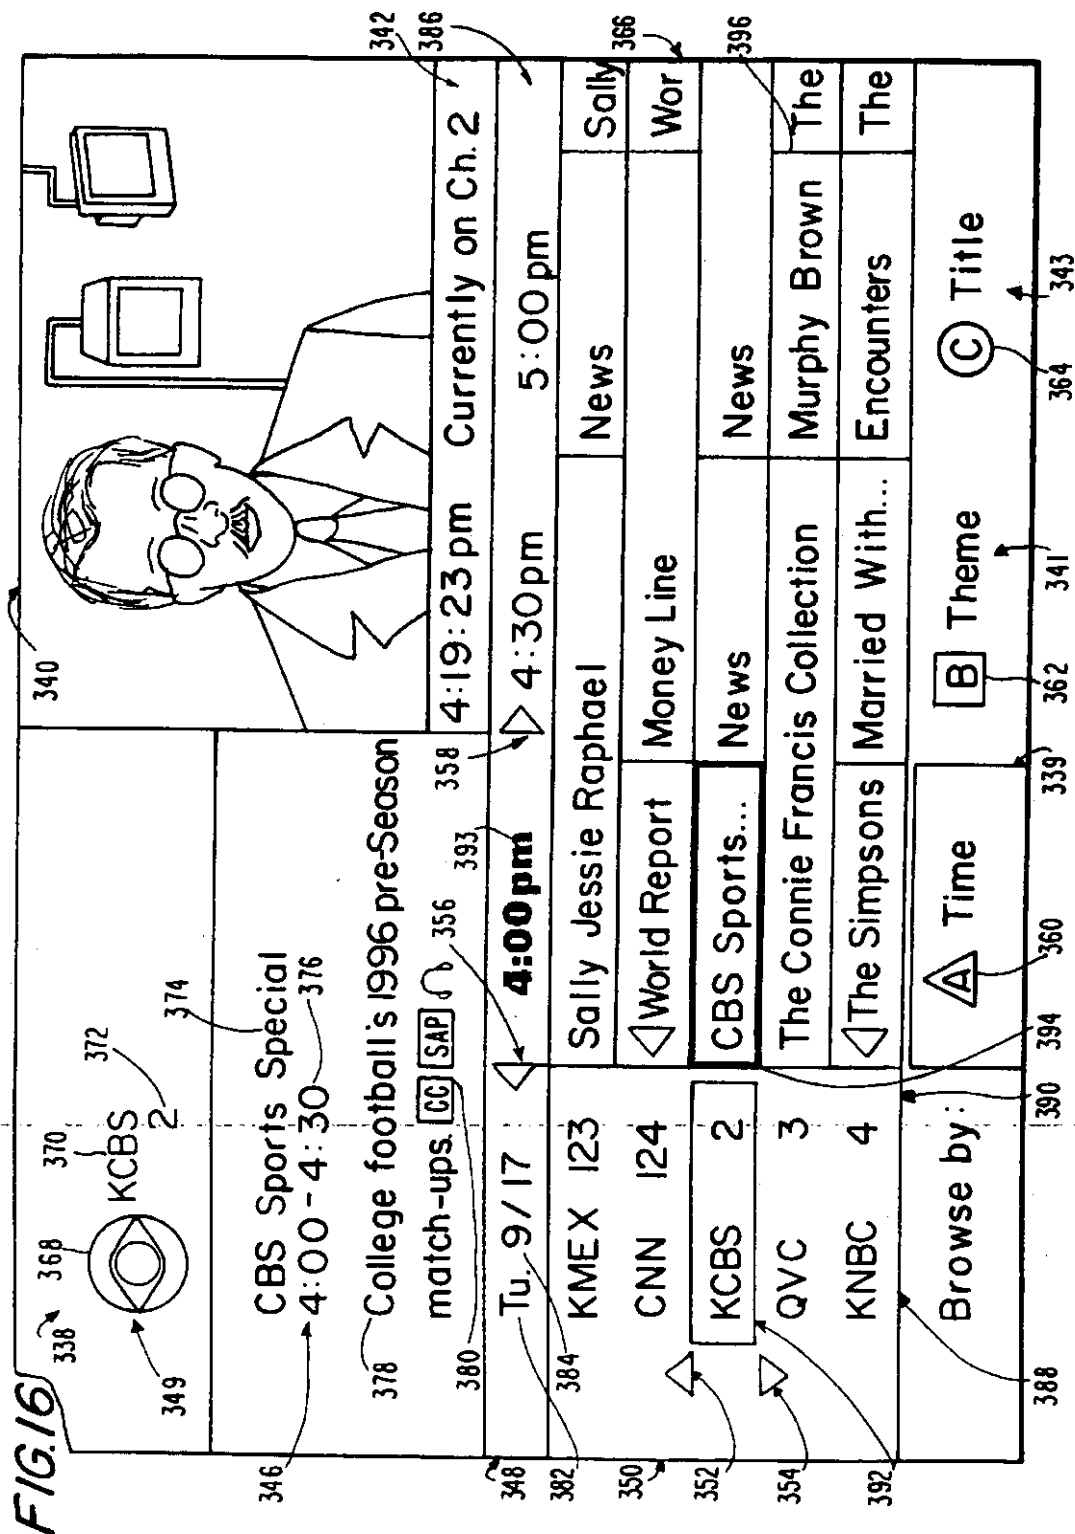 FIG.16
338
368
370
372
KCBS
2
349
340
374
CBS Sports Special
346
4:00-4:30
376
378
College football's 1996 pre-Season
match-ups. CC SAP
380
356
393
358
4:19:23 pm Currently on Ch. 2
342
386
348
Tu. 9/17 4:00pm 4:30pm 5:00pm
382
384
KMEX 123 Sally Jessie Raphael News Sally
350
CNN 124 World Report Money Line Wor
366
352
KCBS 2 CBS Sports... News News
396
354
QVC 3 The Connie Francis Collection Murphy Brown The
392
KNBC 4 The Simpsons Married With... Encounters The
Browse by: A Time B Theme C Title
388
390
394
360
339
362
341
364
343